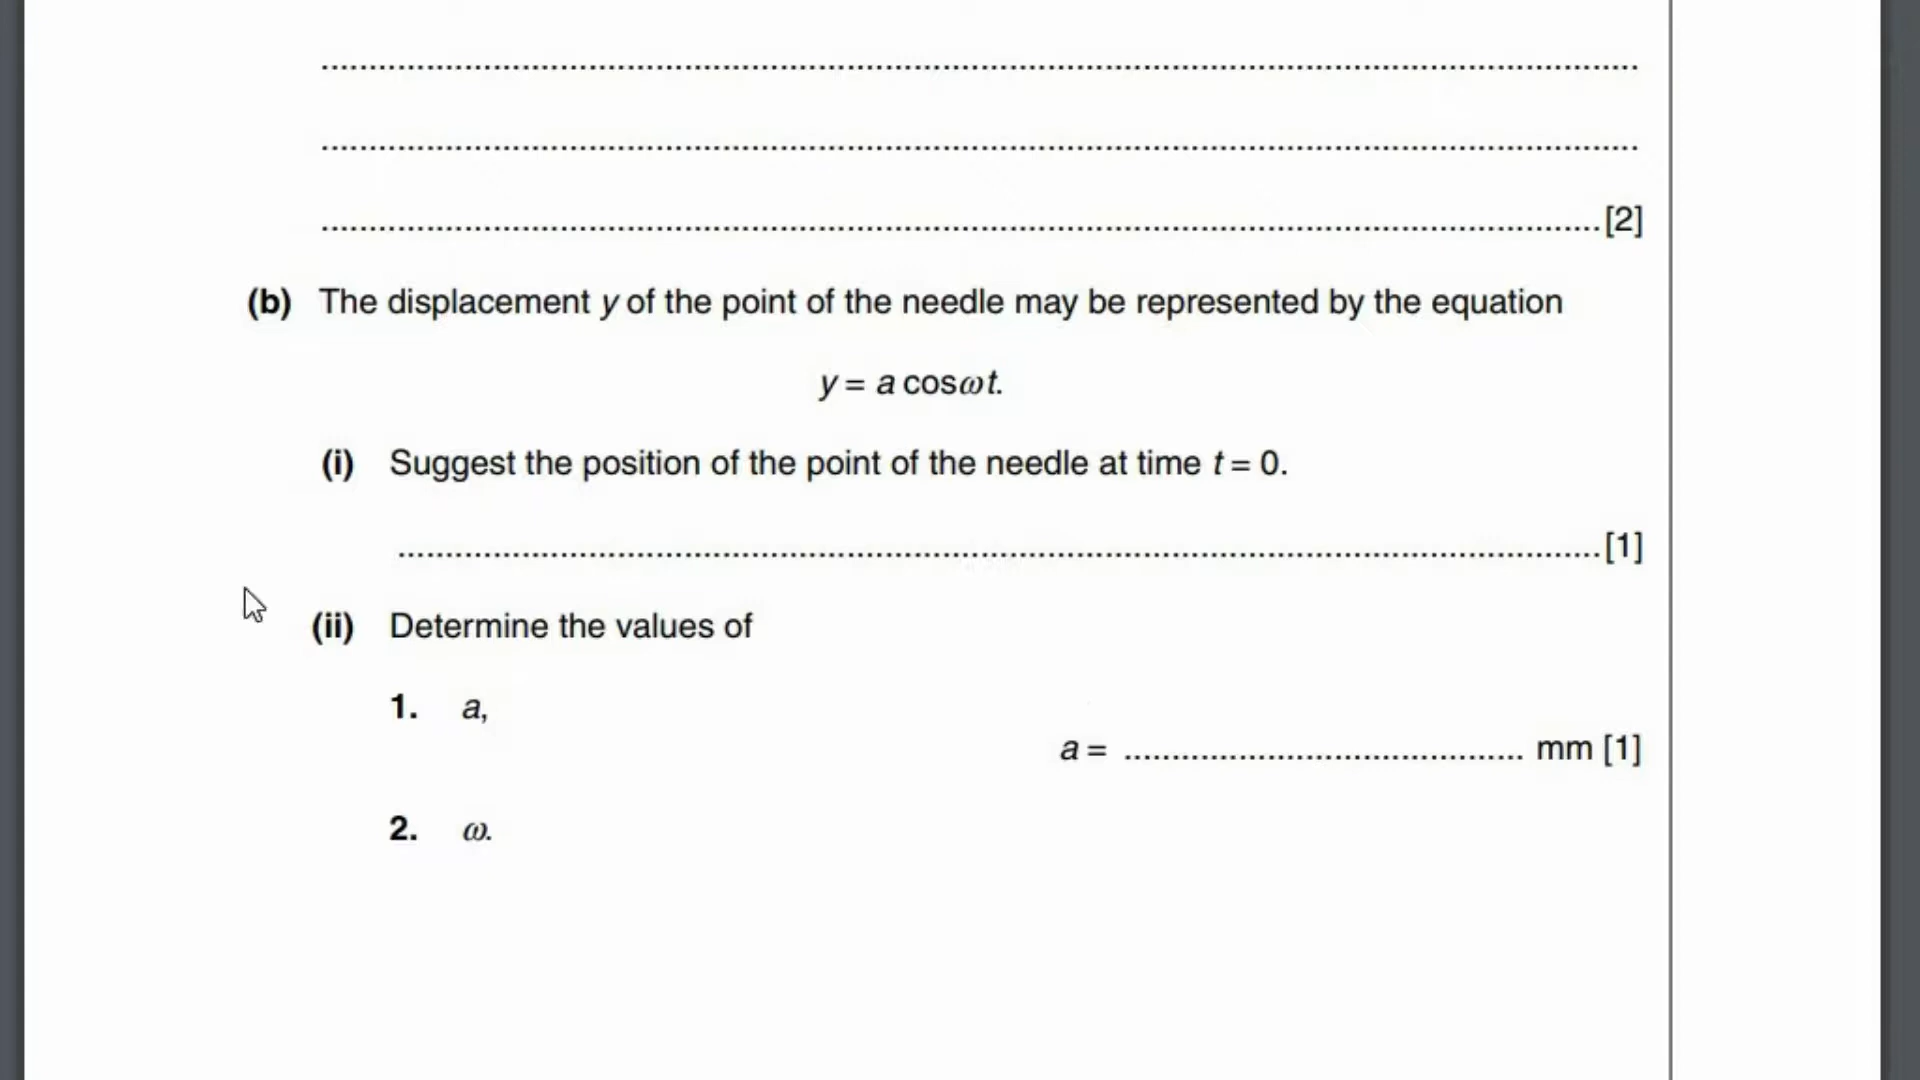 [2]
(b) The displacement y of the point of the needle may be represented by the equation
y = a cosωt.
(i) Suggest the position of the point of the needle at time t = 0.
[1]
(ii) Determine the values of
1. a,
a = ........................................ mm [1]
2. ω.